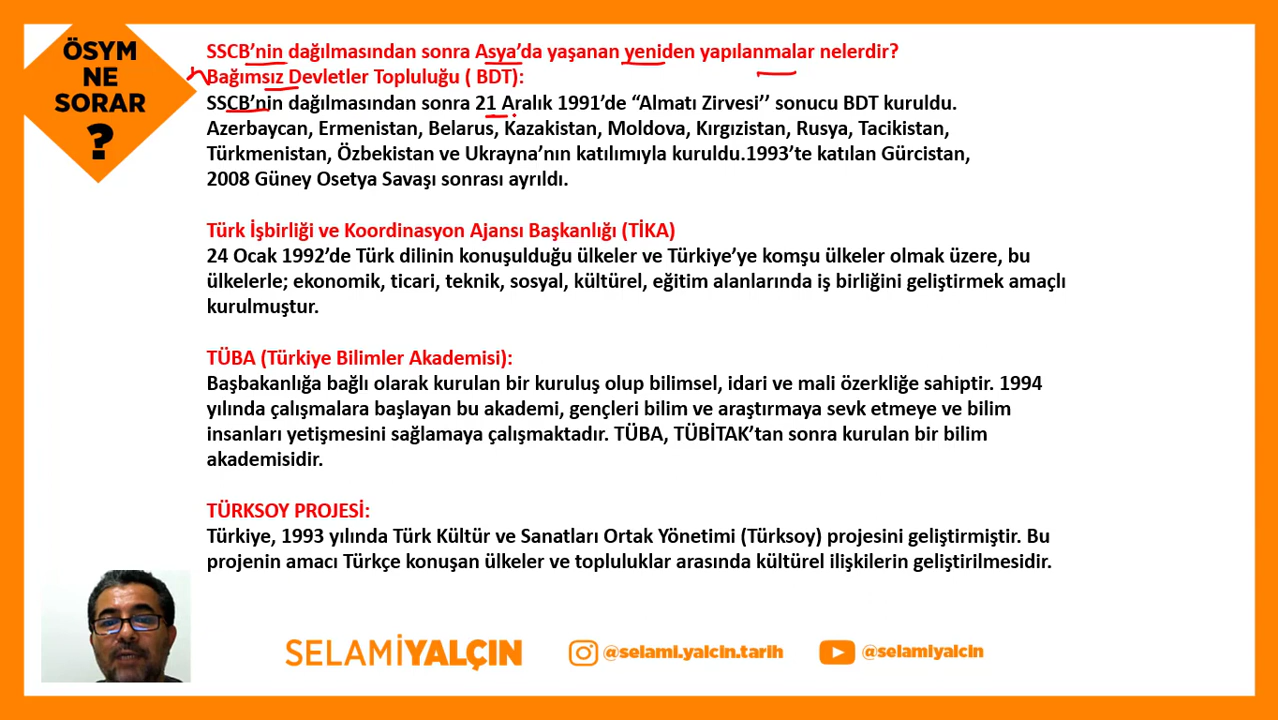 ÖSYM
NE
SORAR
?
SSCB’nin dağılmasından sonra Asya’da yaşanan yeniden yapılanmalar nelerdir?
Bağımsız Devletler Topluluğu ( BDT):
SSCB’nin dağılmasından sonra 21 Aralık 1991’de “Almatı Zirvesi’’ sonucu BDT kuruldu.
Azerbaycan, Ermenistan, Belarus, Kazakistan, Moldova, Kırgızistan, Rusya, Tacikistan,
Türkmenistan, Özbekistan ve Ukrayna’nın katılımıyla kuruldu.1993’te katılan Gürcistan,
2008 Güney Osetya Savaşı sonrası ayrıldı.
Türk İşbirliği ve Koordinasyon Ajansı Başkanlığı (TİKA)
24 Ocak 1992’de Türk dilinin konuşulduğu ülkeler ve Türkiye’ye komşu ülkeler olmak üzere, bu
ülkelerle; ekonomik, ticari, teknik, sosyal, kültürel, eğitim alanlarında iş birliğini geliştirmek amaçlı
kurulmuştur.
TÜBA (Türkiye Bilimler Akademisi):
Başbakanlığa bağlı olarak kurulan bir kuruluş olup bilimsel, idari ve mali özerkliğe sahiptir. 1994
yılında çalışmalara başlayan bu akademi, gençleri bilim ve araştırmaya sevk etmeye ve bilim
insanları yetişmesini sağlamaya çalışmaktadır. TÜBA, TÜBİTAK’tan sonra kurulan bir bilim
akademisidir.
TÜRKSOY PROJESİ:
Türkiye, 1993 yılında Türk Kültür ve Sanatları Ortak Yönetimi (Türksoy) projesini geliştirmiştir. Bu
projenin amacı Türkçe konuşan ülkeler ve topluluklar arasında kültürel ilişkilerin geliştirilmesidir.
SELAMİYALÇIN
@selami.yalcin.tarih
@selamiyalcin